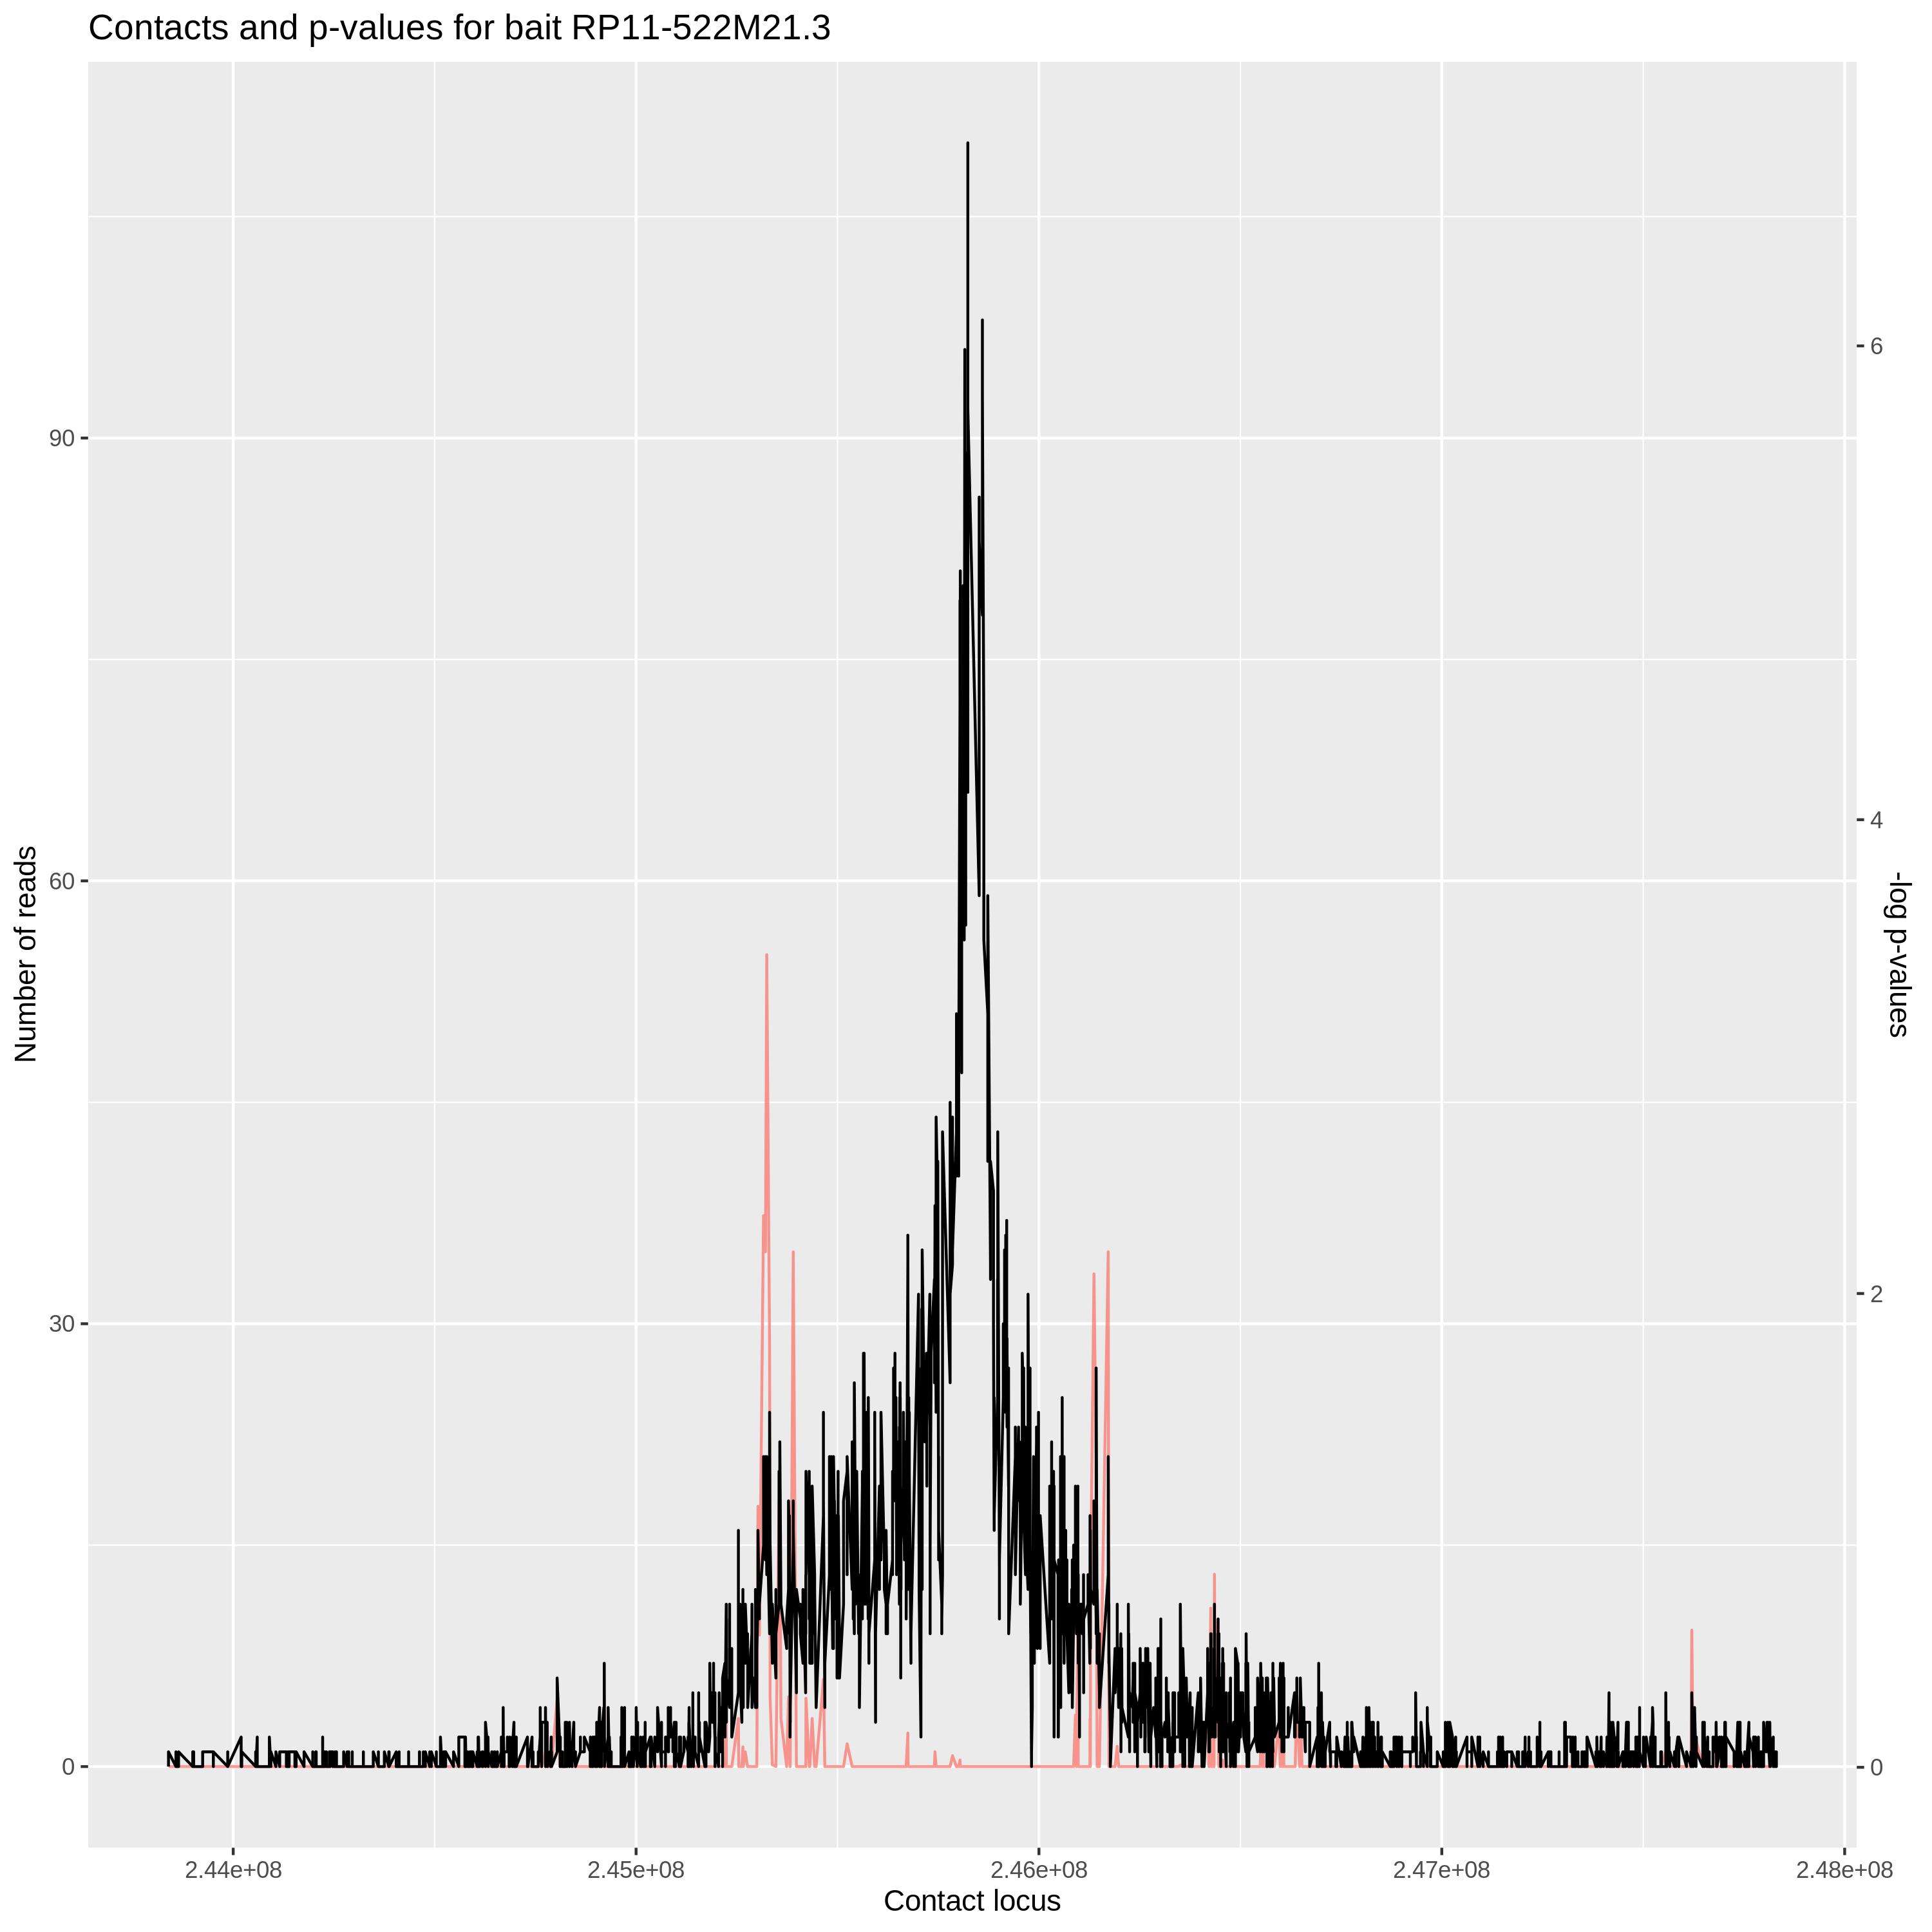 Contacts and p-values for bait RP11-522M21.3
Number of reads
90
60
30
0
6
4
2
0
-log p-values
2.44e+08 2.45e+08 2.46e+08 2.47e+08 2.48e+08
Contact locus